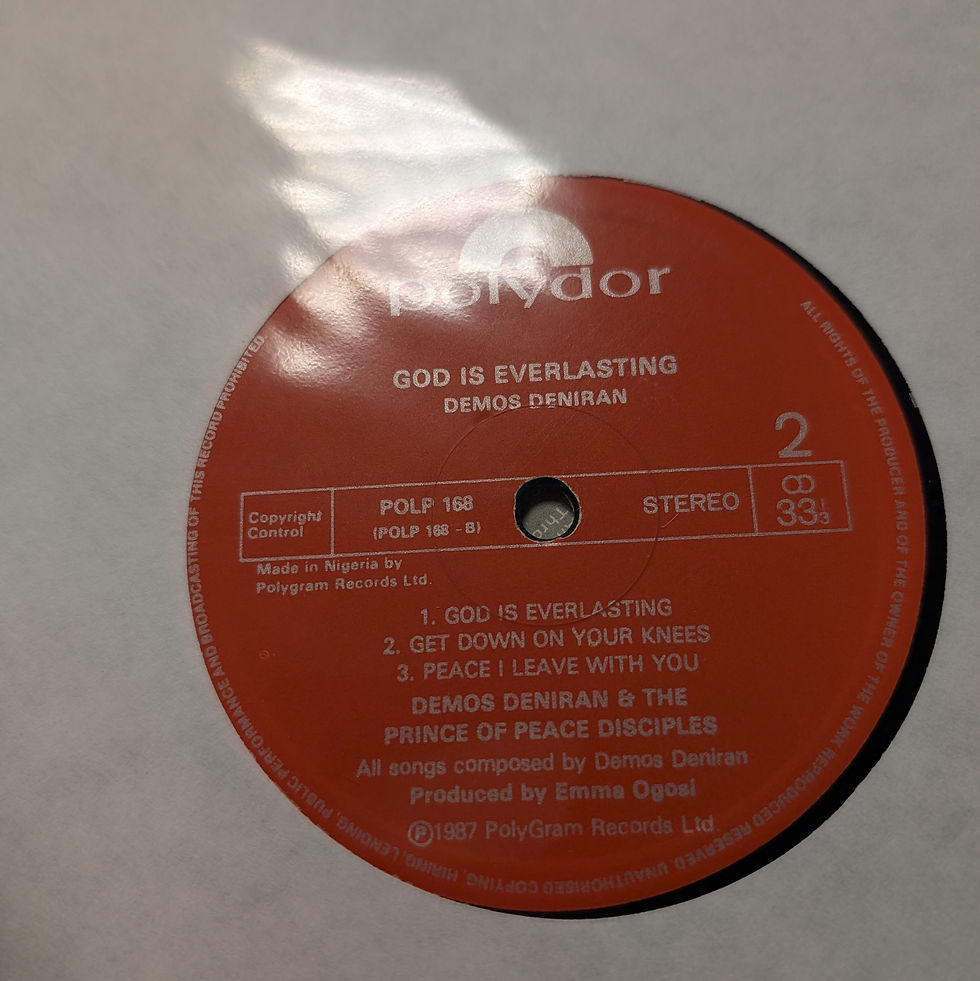 polydor
GOD IS EVERLASTING
DEMOS DENIRAN
2
Copyright
Control
POLP 168
(POLP 168 - B)
STEREO
33⅓
Made in Nigeria by
Polygram Records Ltd.
1. GOD IS EVERLASTING
2. GET DOWN ON YOUR KNEES
3. PEACE I LEAVE WITH YOU
DEMOS DENIRAN & THE
PRINCE OF PEACE DISCIPLES
All songs composed by Demos Deniran
Produced by Emma Ogosi
Ⓟ1987 PolyGram Records Ltd.
ALL RIGHTS OF THE PRODUCER AND OF THE OWNER OF THE WORK REPRODUCED RESERVED. UNAUTHORISED COPYING, HIRING, LENDING, PUBLIC PERFORMANCE AND BROADCASTING OF THIS RECORD PROHIBITED.